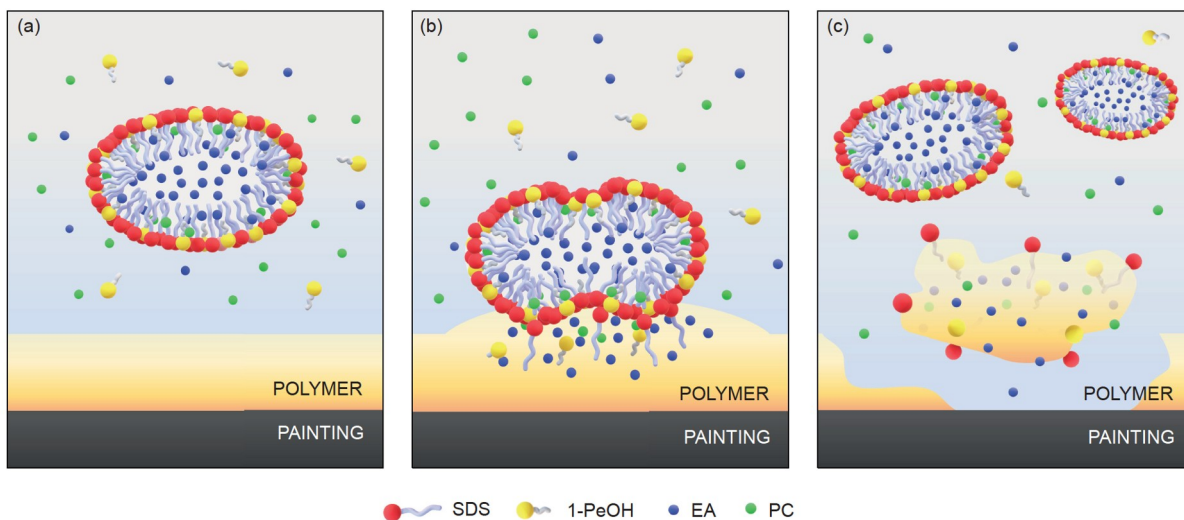 (a)
POLYMER
PAINTING
(b)
POLYMER
PAINTING
(c)
POLYMER
PAINTING
SDS 1-PeOH EA PC